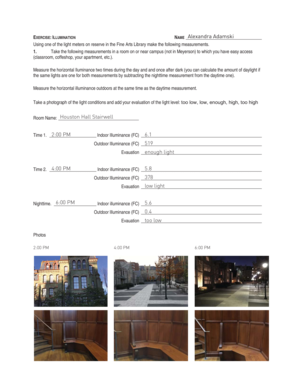 EXERCISE: ILLUMINATION NAME Alexandra Adamski
Using one of the light meters on reserve in the Fine Arts Library make the following measurements.
1. Take the following measurements in a room on or near campus (not in Meyerson) to which you have easy access
(classroom, coffeshop, your apartment, etc.).
Measure the horizontal illuminance two times during the day and end once after dark (you can calculate the amount of daylight if
the same lights are one for both measurements by subtracting the nighttime measurement from the daytime one).
Measure the horizontal illuminance outdoors at the same time as the daytime measurement.
Take a photograph of the light conditions and add your evaluation of the light level: too low, low, enough, high, too high
Room Name: Houston Hall Stairwell
Time 1. 2:00 PM Indoor illuminance (FC) 6.1
Outdoor illuminance (FC) 519
Evauation enough light
Time 2. 4:00 PM Indoor illuminance (FC) 5.8
Outdoor illuminance (FC) 378
Evauation low light
Nighttime. 6:00 PM Indoor illuminance (FC) 5.6
Outdoor illuminance (FC) 0.4
Evauation too low
Photos
2:00 PM 4:00 PM 6:00 PM